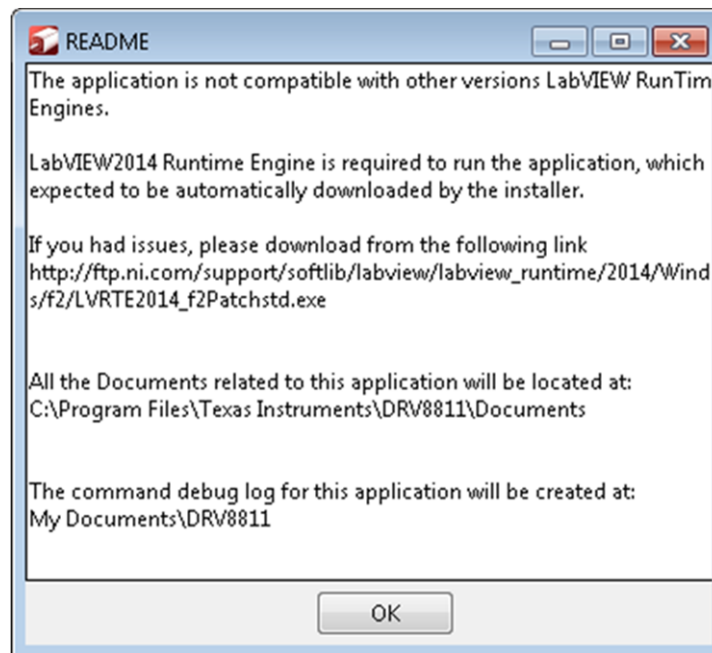 README
The application is not compatible with other versions LabVIEW RunTim
Engines.
LabVIEW2014 Runtime Engine is required to run the application, which
expected to be automatically downloaded by the installer.
If you had issues, please download from the following link
http://ftp.ni.com/support/softlib/labview/labview_runtime/2014/Wind
s/f2/LVRTE2014_f2Patchstd.exe
All the Documents related to this application will be located at:
C:\Program Files\Texas Instruments\DRV8811\Documents
The command debug log for this application will be created at:
My Documents\DRV8811
OK